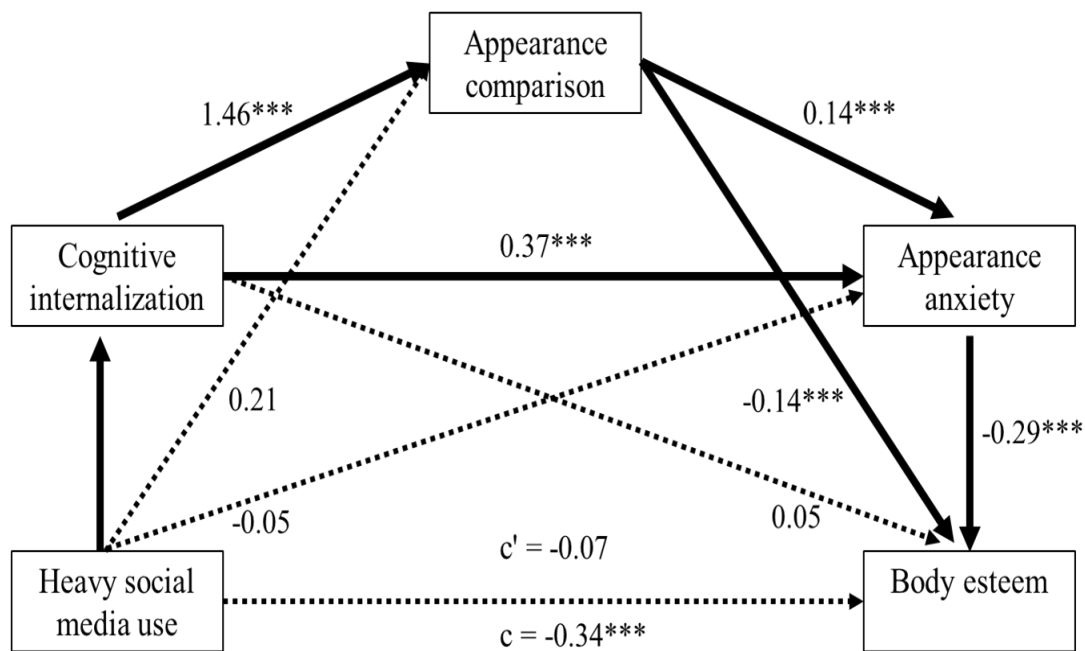 Appearance
comparison
1.46***
0.14***
Cognitive
internalization
0.37***
Appearance
anxiety
0.21
-0.14***
-0.29***
-0.05
0.05
c' = -0.07
Heavy social
media use
Body esteem
c = -0.34***